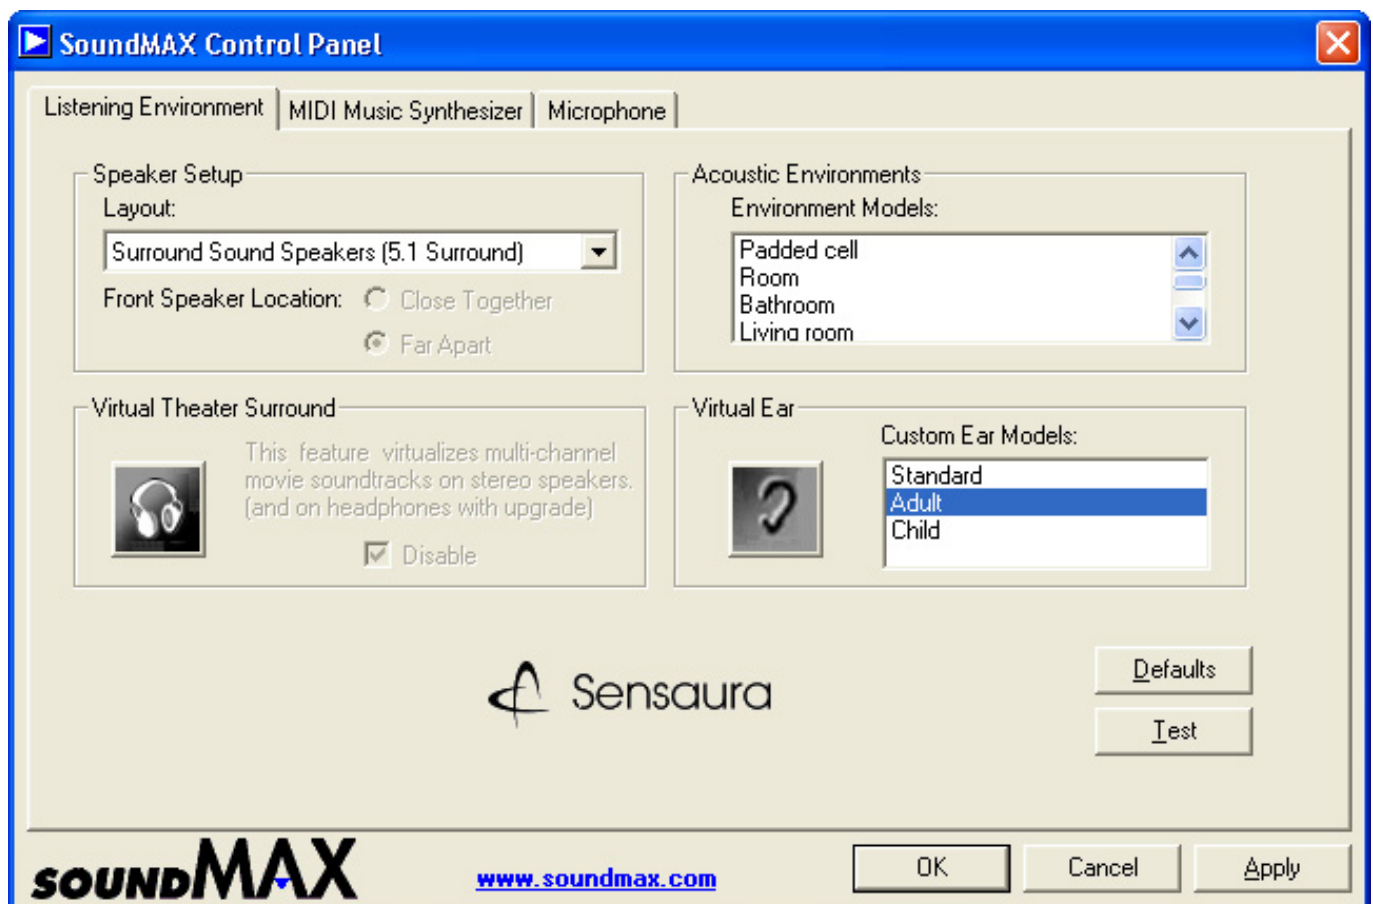 SoundMAX Control Panel
Listening Environment
MIDI Music Synthesizer
Microphone
Speaker Setup
Layout:
Surround Sound Speakers (5.1 Surround)
Front Speaker Location:
Close Together
Far Apart
Acoustic Environments
Environment Models:
Padded cell
Room
Bathroom
Living room
Virtual Theater Surround
This feature virtualizes multi-channel
movie soundtracks on stereo speakers.
(and on headphones with upgrade)
Disable
Virtual Ear
Custom Ear Models:
Standard
Adult
Child
Sensaura
Defaults
Test
SOUNDMAX
www.soundmax.com
OK
Cancel
Apply